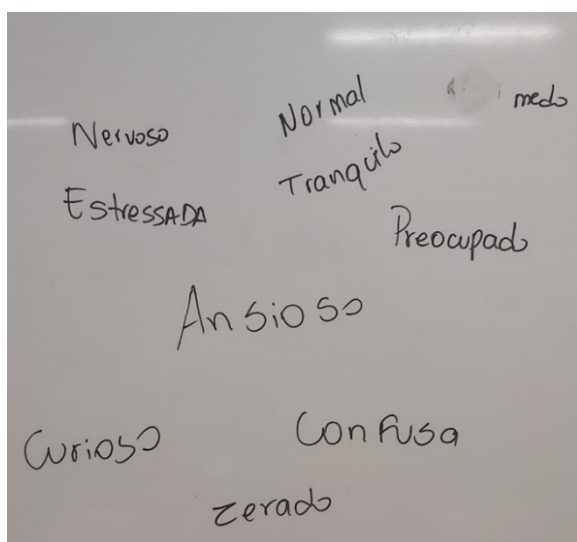 Normal
medo
Nervoso
Tranquilo
Estressada
Preocupado
Ansioso
Curioso
Confusa
zerado